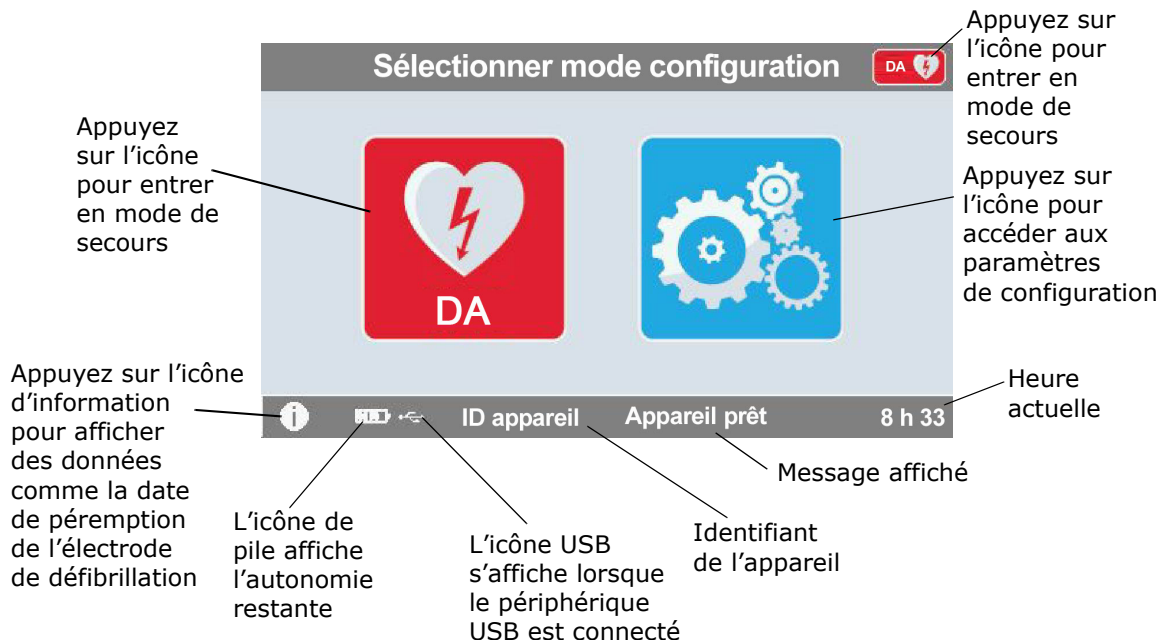 Appuyez sur
l’icône pour
entrer en
mode de
secours
Sélectionner mode configuration
DA
Appuyez
sur l’icône
pour entrer
en mode de
secours
DA
Appuyez sur
l’icône pour
accéder aux
paramètres
de configuration
Appuyez sur l’icône
d’information
pour afficher
des données
comme la date
de péremption
de l’électrode
de défibrillation
Heure
actuelle
ID appareil
Appareil prêt
8 h 33
Message affiché
L’icône de
pile affiche
l’autonomie
restante
L’icône USB
s’affiche lorsque
le périphérique
USB est connecté
Identifiant
de l’appareil